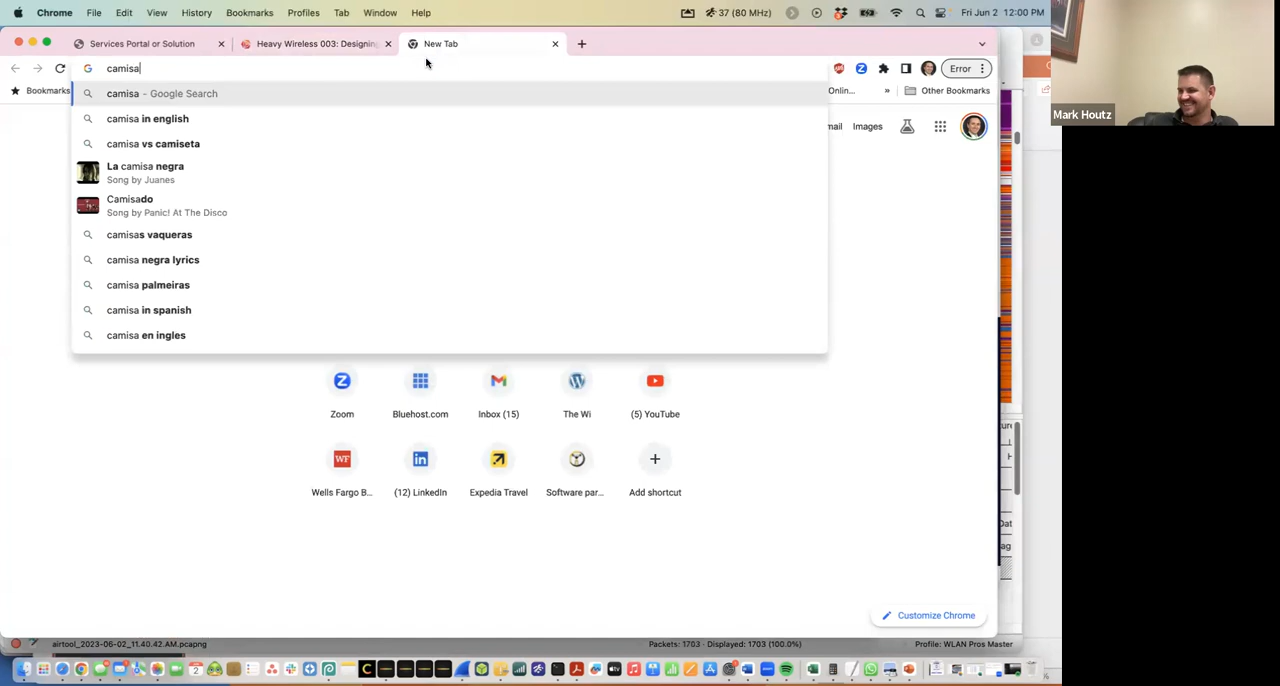 Chrome File Edit View History Bookmarks Profiles Tab Window Help 37 (80 MHz) Fri Jun 2 12:00 PM
Services Portal or Solution Heavy Wireless 003: Designing New Tab
camisa Error
Bookmarks Onlin... » Other Bookmarks
camisa - Google Search
camisa in english
camisa vs camiseta
La camisa negra
Song by Juanes
Camisado
Song by Panic! At The Disco
camisas vaqueras
camisa negra lyrics
camisa palmeiras
camisa in spanish
camisa en ingles
mail Images
Mark Houtz
Zoom Bluehost.com Inbox (15) The Wi (5) YouTube
WF
Wells Fargo B... (12) LinkedIn Expedia Travel Software par... Add shortcut
Customize Chrome
airtool_2023-06-02_11.40.42.AM.pcapng Packets: 1703 · Displayed: 1703 (100.0%) Profile: WLAN Pros Master